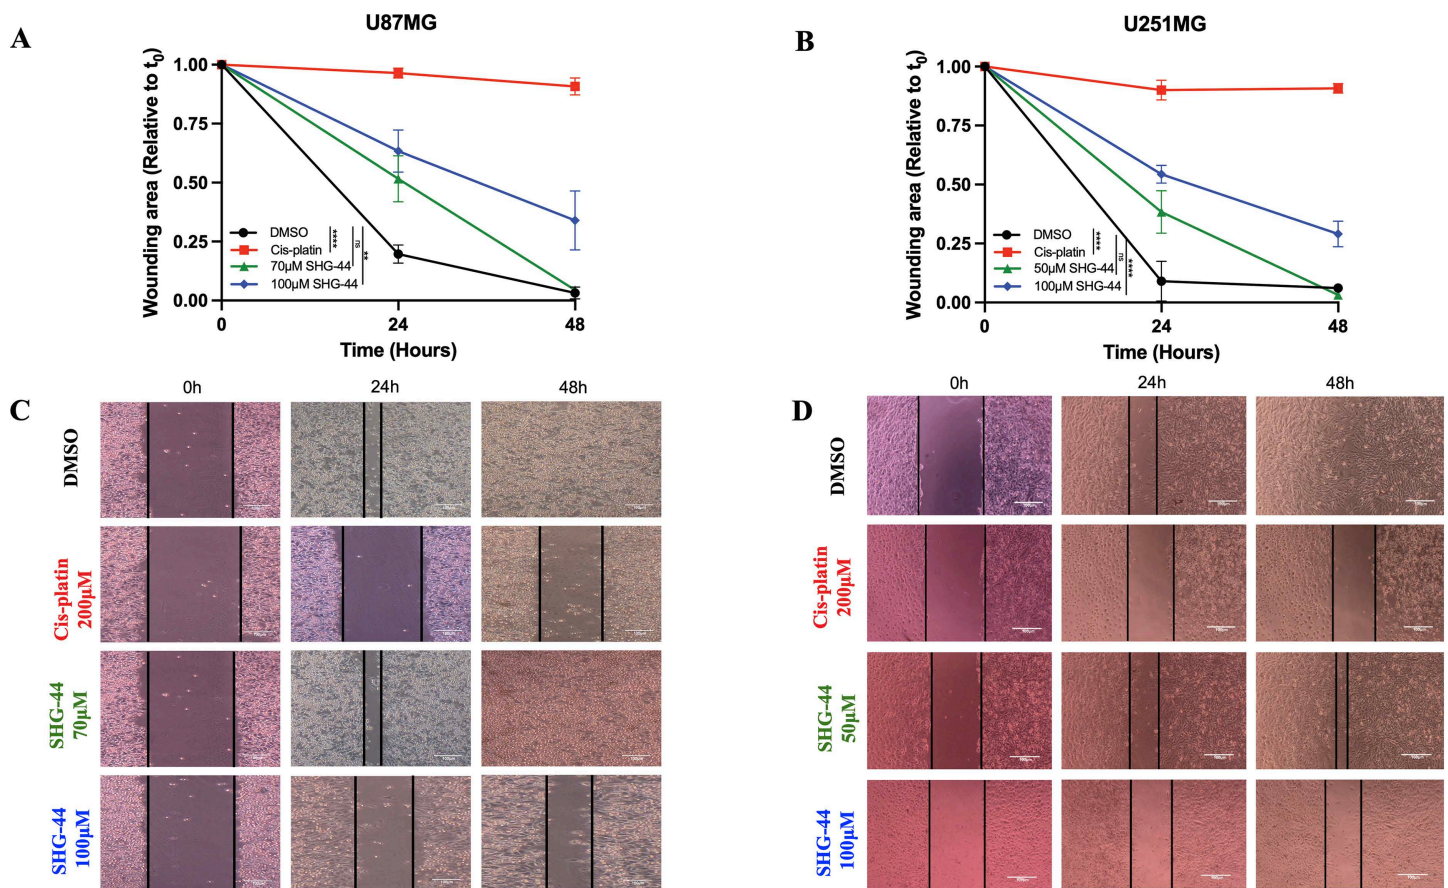 A
U87MG
Wounding area (Relative to t0)
1.00
0.75
0.50
0.25
0.00
DMSO
Cis-platin
70µM SHG-44
100µM SHG-44
****
ns
**
0
24
48
Time (Hours)
B
U251MG
Wounding area (Relative to t0)
1.00
0.75
0.50
0.25
0.00
DMSO
Cis-platin
50µM SHG-44
100µM SHG-44
****
ns
****
0
24
48
Time (Hours)
C
0h
24h
48h
DMSO
Cis-platin
200µM
SHG-44
70µM
SHG-44
100µM
D
0h
24h
48h
DMSO
Cis-platin
200µM
SHG-44
50µM
SHG-44
100µM